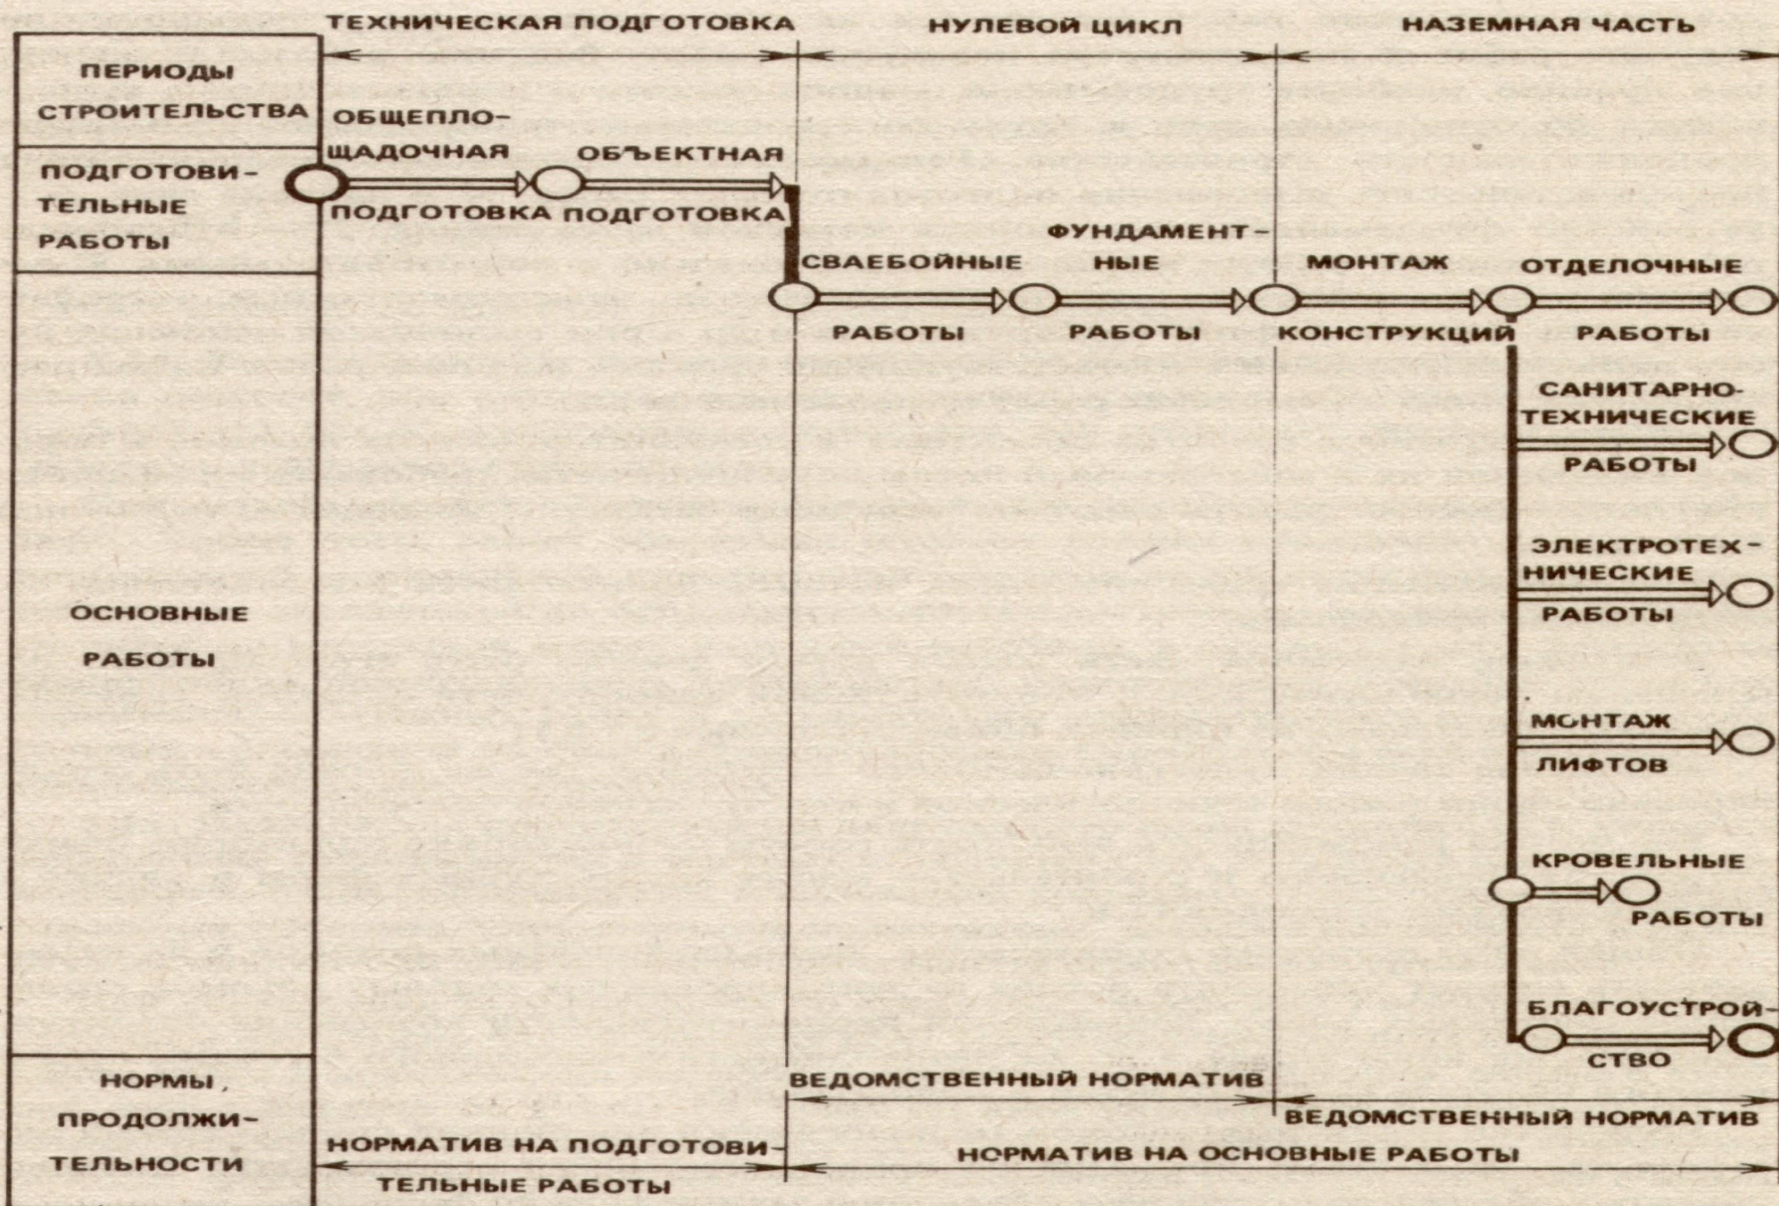 ТЕХНИЧЕСКАЯ ПОДГОТОВКА
НУЛЕВОЙ ЦИКЛ
НАЗЕМНАЯ ЧАСТЬ
ПЕРИОДЫ
СТРОИТЕЛЬСТВА
ОБЩЕПЛО-
ЩАДОЧНАЯ
ПОДГОТОВКА
ОБЪЕКТНАЯ
ПОДГОТОВКА
ПОДГОТОВИ-
ТЕЛЬНЫЕ
РАБОТЫ
СВАЕБОЙНЫЕ
РАБОТЫ
ФУНДАМЕНТ-
НЫЕ
РАБОТЫ
МОНТАЖ
КОНСТРУКЦИЙ
ОТДЕЛОЧНЫЕ
РАБОТЫ
САНИТАРНО-
ТЕХНИЧЕСКИЕ
РАБОТЫ
ЭЛЕКТРОТЕХ-
НИЧЕСКИЕ
РАБОТЫ
ОСНОВНЫЕ
РАБОТЫ
МОНТАЖ
ЛИФТОВ
КРОВЕЛЬНЫЕ
РАБОТЫ
БЛАГОУСТРОЙ-
СТВО
НОРМЫ
ПРОДОЛЖИ-
ТЕЛЬНОСТИ
ВЕДОМСТВЕННЫЙ НОРМАТИВ
ВЕДОМСТВЕННЫЙ НОРМАТИВ
НОРМАТИВ НА ПОДГОТОВИ-
ТЕЛЬНЫЕ РАБОТЫ
НОРМАТИВ НА ОСНОВНЫЕ РАБОТЫ